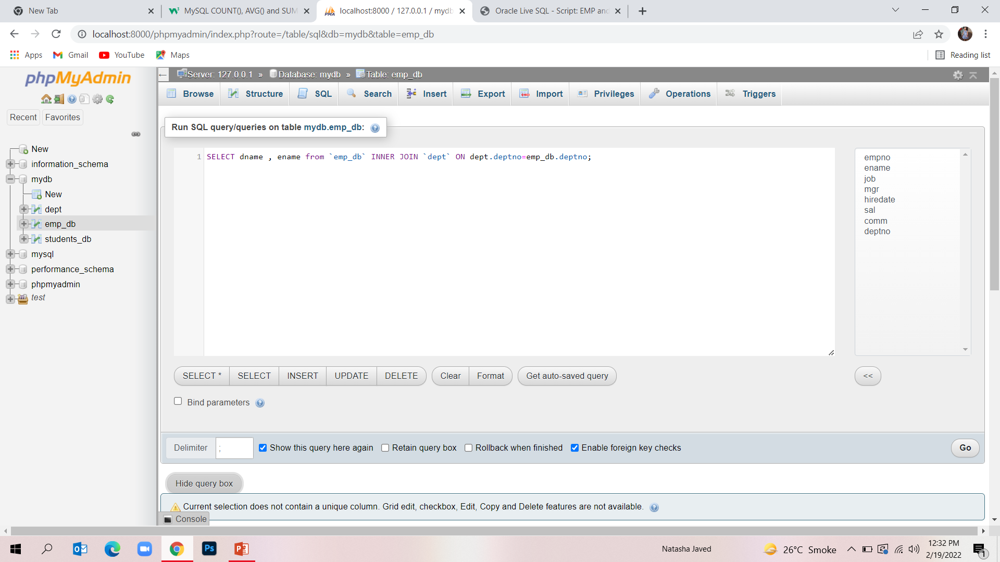 New Tab
MySQL COUNT(), AVG() and SUM
localhost:8000 / 127.0.0.1 / mydb
Oracle Live SQL - Script: EMP and
localhost:8000/phpmyadmin/index.php?route=/table/sql&db=mydb&table=emp_db
Apps
Gmail
YouTube
Maps
Reading list
phpMyAdmin
Recent
Favorites
New
information_schema
mydb
New
dept
emp_db
students_db
mysql
performance_schema
phpmyadmin
test
Server: 127.0.0.1 » Database: mydb » Table: emp_db
Browse
Structure
SQL
Search
Insert
Export
Import
Privileges
Operations
Triggers
Run SQL query/queries on table mydb.emp_db:
1 SELECT dname , ename from `emp_db` INNER JOIN `dept` ON dept.deptno=emp_db.deptno;
empno
ename
job
mgr
hiredate
sal
comm
deptno
SELECT *
SELECT
INSERT
UPDATE
DELETE
Clear
Format
Get auto-saved query
<<
Bind parameters
Delimiter ;
Show this query here again
Retain query box
Rollback when finished
Enable foreign key checks
Go
Hide query box
Current selection does not contain a unique column. Grid edit, checkbox, Edit, Copy and Delete features are not available.
Console
Natasha Javed
26°C Smoke
12:32 PM
2/19/2022
1